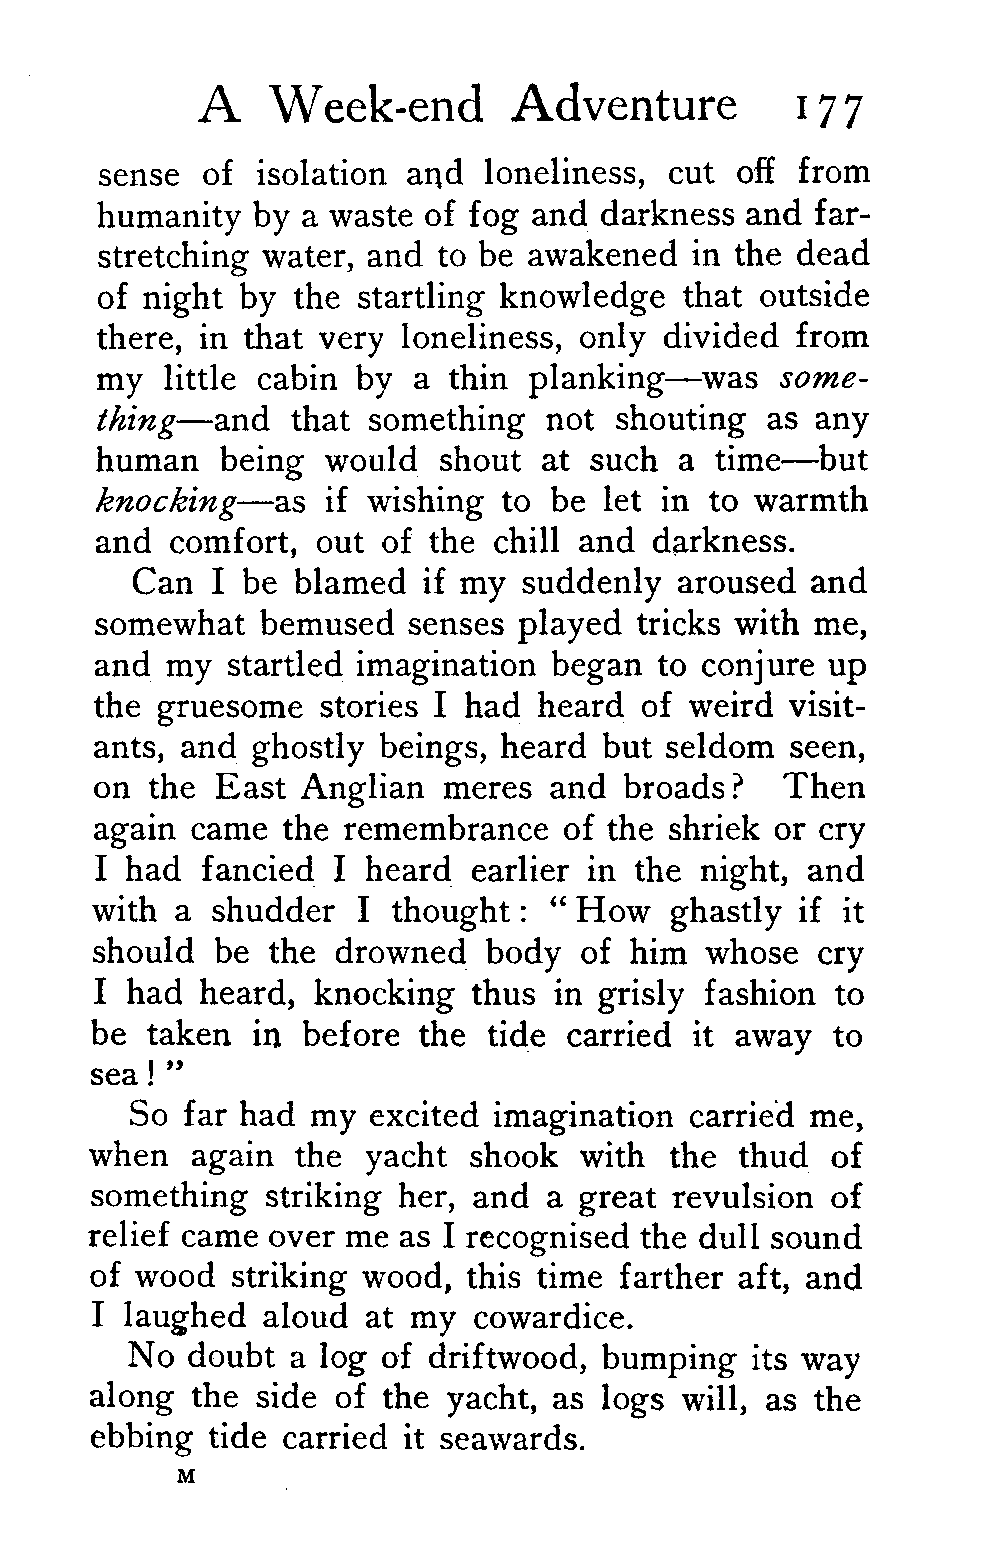 A Week-end Adventure 177
sense of isolation and loneliness, cut off from
humanity by a waste of fog and darkness and far-
stretching water, and to be awakened in the dead
of night by the startling knowledge that outside
there, in that very loneliness, only divided from
my little cabin by a thin planking—was some-
thing—and that something not shouting as any
human being would shout at such a time—but
knocking—as if wishing to be let in to warmth
and comfort, out of the chill and darkness.
Can I be blamed if my suddenly aroused and
somewhat bemused senses played tricks with me,
and my startled imagination began to conjure up
the gruesome stories I had heard of weird visit-
ants, and ghostly beings, heard but seldom seen,
on the East Anglian meres and broads? Then
again came the remembrance of the shriek or cry
I had fancied I heard earlier in the night, and
with a shudder I thought: "How ghastly if it
should be the drowned body of him whose cry
I had heard, knocking thus in grisly fashion to
be taken in before the tide carried it away to
sea!"
So far had my excited imagination carried me,
when again the yacht shook with the thud of
something striking her, and a great revulsion of
relief came over me as I recognised the dull sound
of wood striking wood, this time farther aft, and
I laughed aloud at my cowardice.
No doubt a log of driftwood, bumping its way
along the side of the yacht, as logs will, as the
ebbing tide carried it seawards.
M